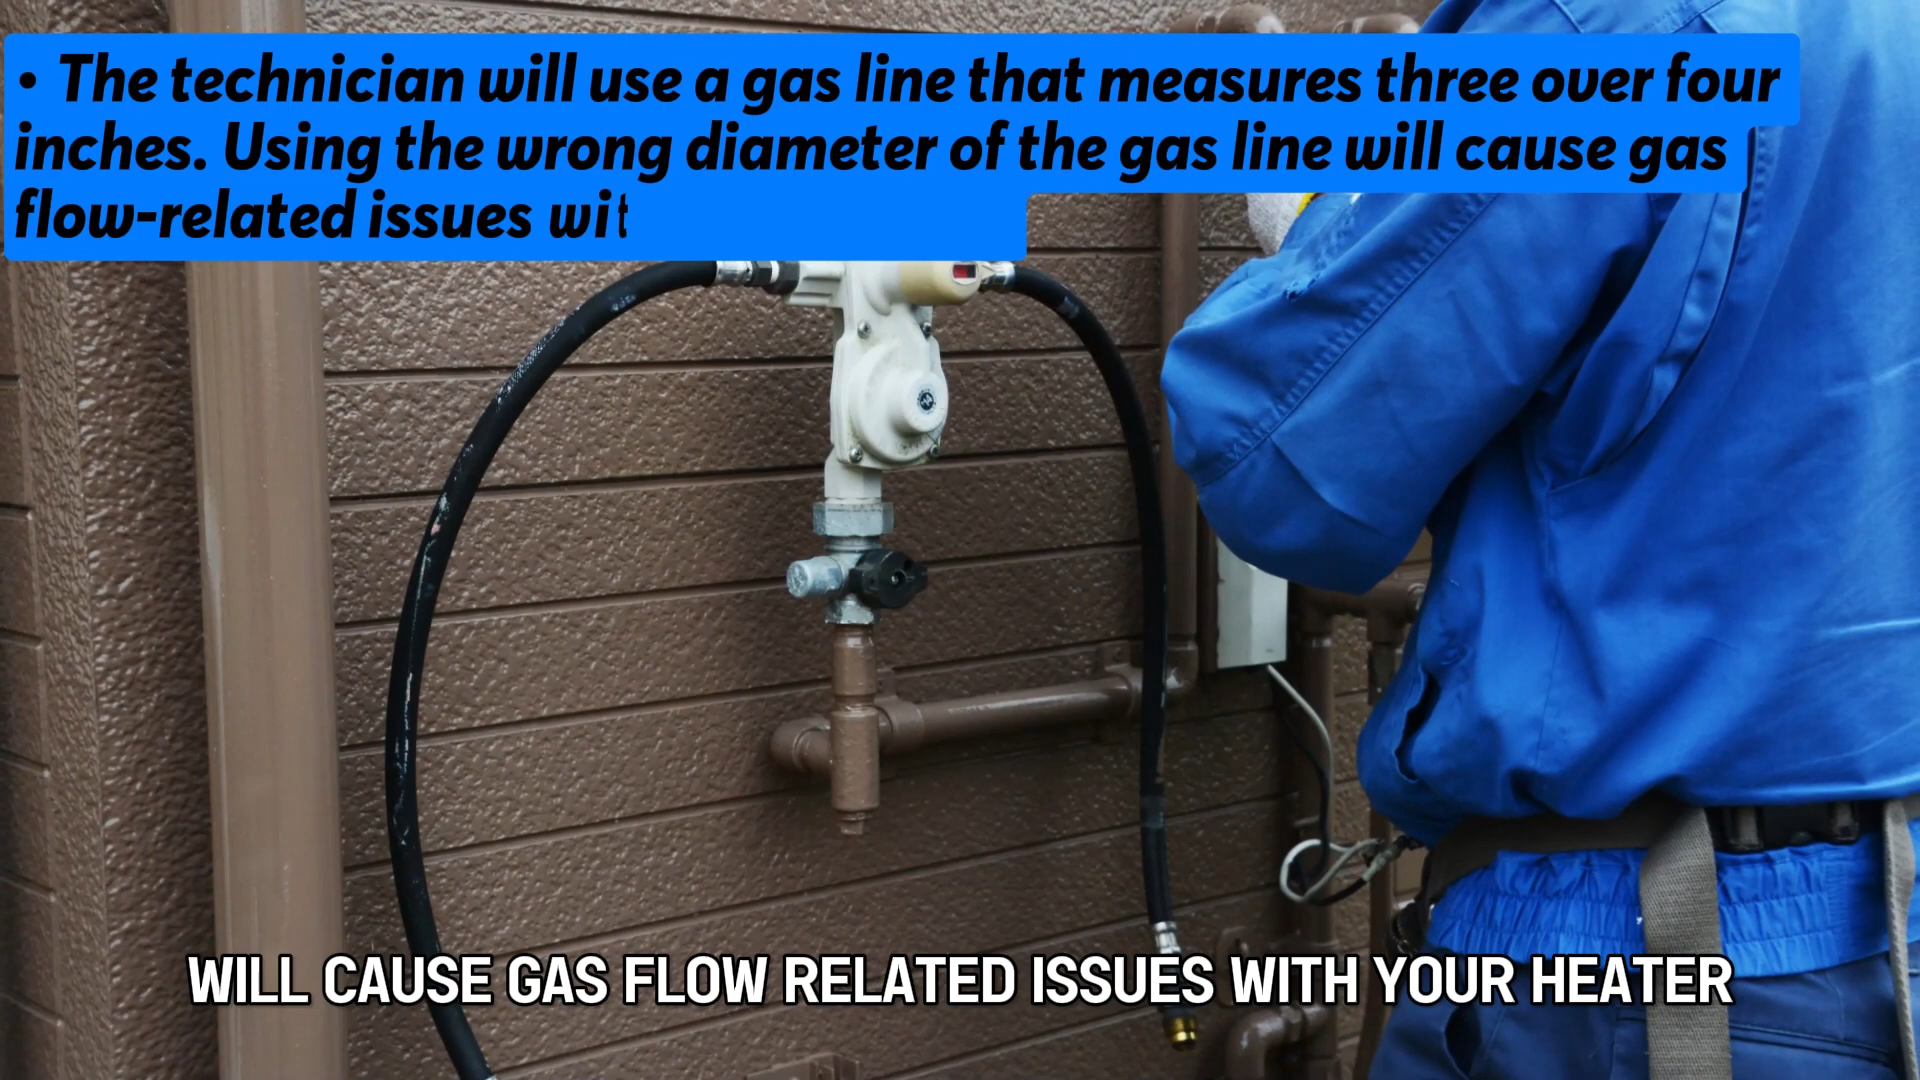 • The technician will use a gas line that measures three over four
inches. Using the wrong diameter of the gas line will cause gas
flow-related issues wit
WILL CAUSE GAS FLOW RELATED ISSUES WITH YOUR HEATER